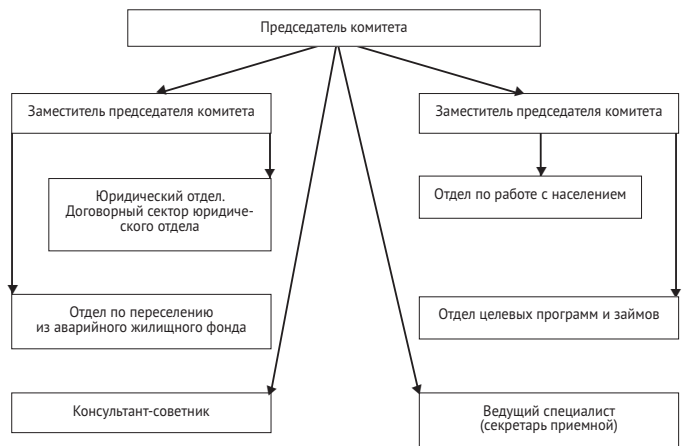 Председатель комитета
Заместитель председателя комитета
Заместитель председателя комитета
Юридический отдел.
Договорный сектор юридиче-
ского отдела
Отдел по работе с населением
Отдел по переселению
из аварийного жилищного фонда
Отдел целевых программ и займов
Консультант-советник
Ведущий специалист
(секретарь приемной)